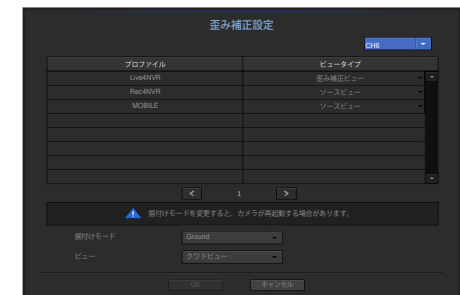 歪み補正設定
CH6
プロファイル ビュータイプ
Live4NVR 歪み補正ビュー
Rec4NVR ソースビュー
MOBILE ソースビュー
1
据付けモードを変更すると、カメラが再起動する場合があります。
据付けモード Ground
ビュー クワドビュー
OK キャンセル